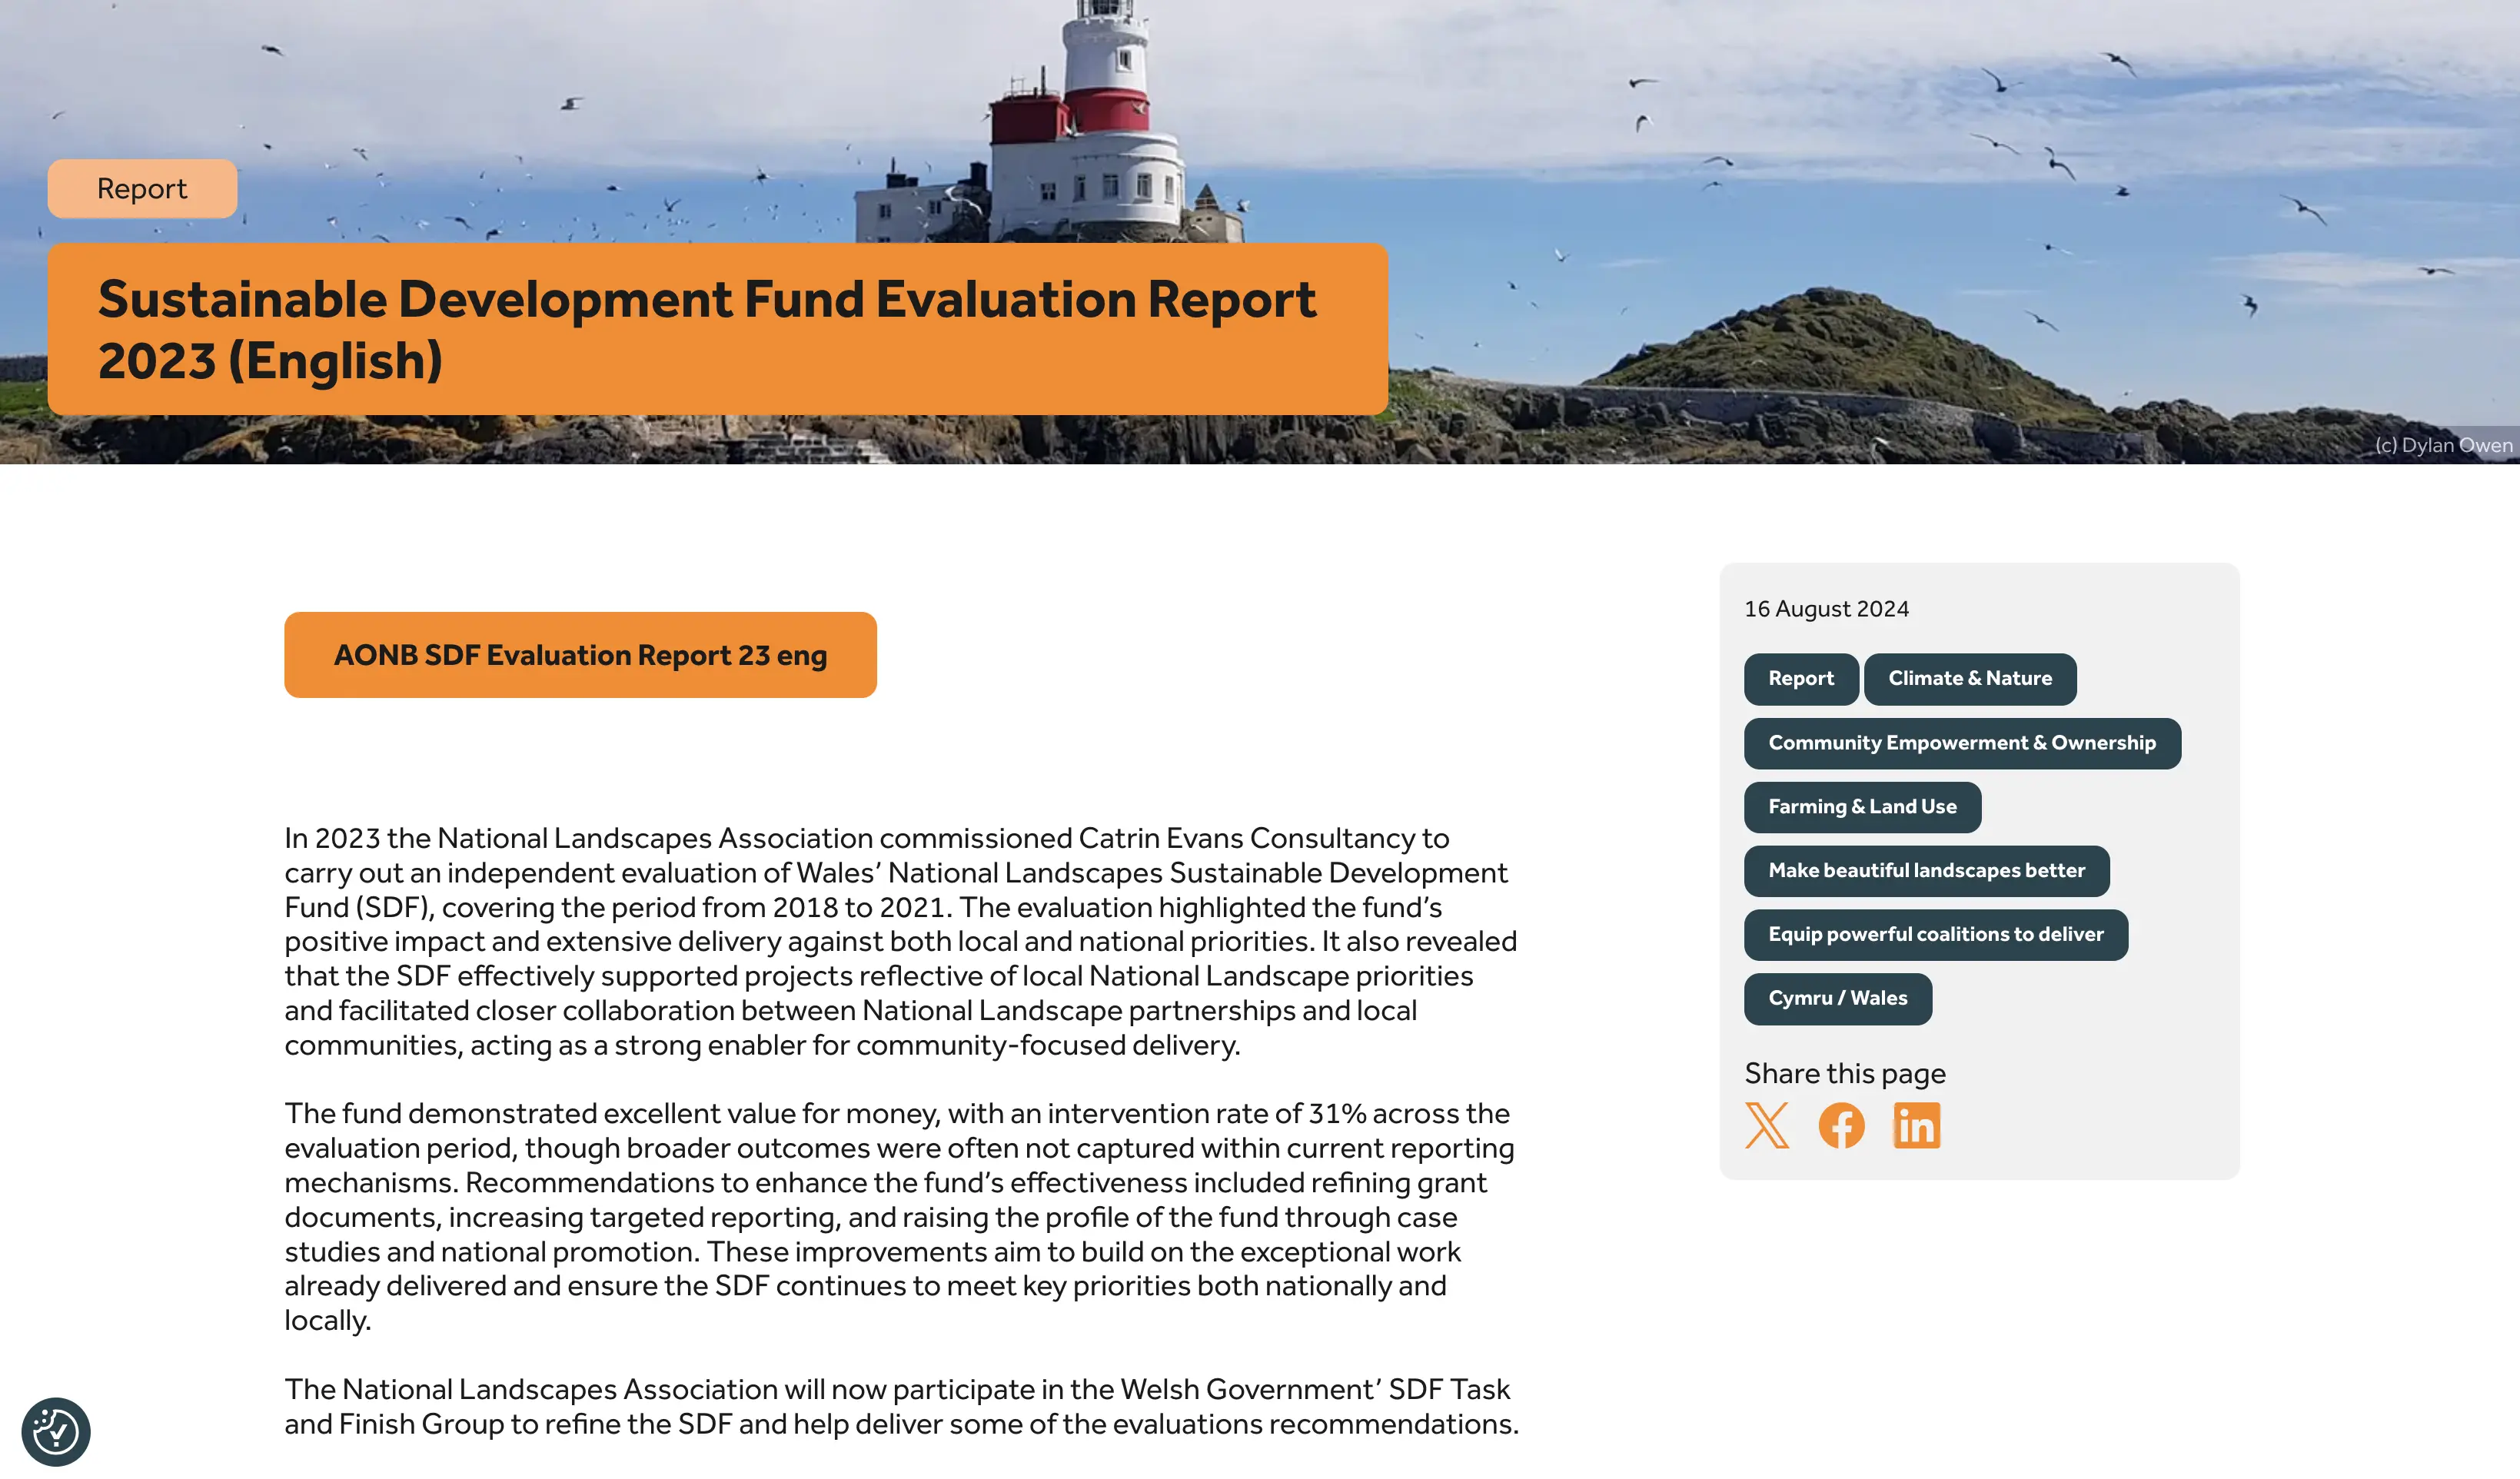 Report
Sustainable Development Fund Evaluation Report
2023 (English)
(c) Dylan Owen
AONB SDF Evaluation Report 23 eng
In 2023 the National Landscapes Association commissioned Catrin Evans Consultancy to
carry out an independent evaluation of Wales’ National Landscapes Sustainable Development
Fund (SDF), covering the period from 2018 to 2021. The evaluation highlighted the fund’s
positive impact and extensive delivery against both local and national priorities. It also revealed
that the SDF effectively supported projects reflective of local National Landscape priorities
and facilitated closer collaboration between National Landscape partnerships and local
communities, acting as a strong enabler for community-focused delivery.
The fund demonstrated excellent value for money, with an intervention rate of 31% across the
evaluation period, though broader outcomes were often not captured within current reporting
mechanisms. Recommendations to enhance the fund’s effectiveness included refining grant
documents, increasing targeted reporting, and raising the profile of the fund through case
studies and national promotion. These improvements aim to build on the exceptional work
already delivered and ensure the SDF continues to meet key priorities both nationally and
locally.
The National Landscapes Association will now participate in the Welsh Government’ SDF Task
and Finish Group to refine the SDF and help deliver some of the evaluations recommendations.
16 August 2024
Report
Climate & Nature
Community Empowerment & Ownership
Farming & Land Use
Make beautiful landscapes better
Equip powerful coalitions to deliver
Cymru / Wales
Share this page